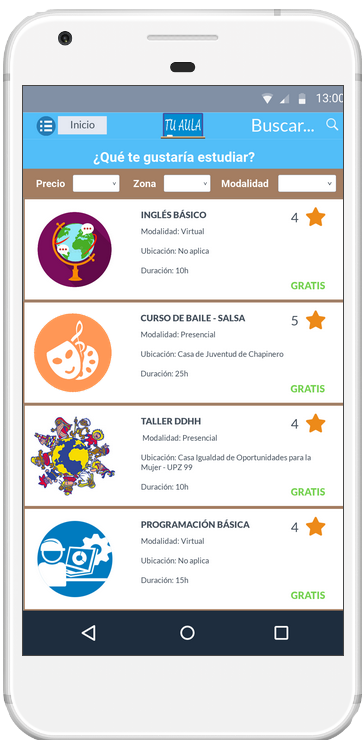 13:00
Inicio
TU AULA
Buscar...
¿Qué te gustaría estudiar?
Precio
Zona
Modalidad
INGLÉS BÁSICO
4
Modalidad: Virtual
Ubicación: No aplica
Duración: 10h
GRATIS
CURSO DE BAILE - SALSA
5
Modalidad: Presencial
Ubicación: Casa de Juventud de Chapinero
Duración: 25h
GRATIS
TALLER DDHH
4
Modalidad: Presencial
Ubicación: Casa Igualdad de Oportunidades para la
Mujer - UPZ 99
Duración: 10h
GRATIS
PROGRAMACIÓN BÁSICA
4
Modalidad: Virtual
Ubicación: No aplica
Duración: 15h
GRATIS